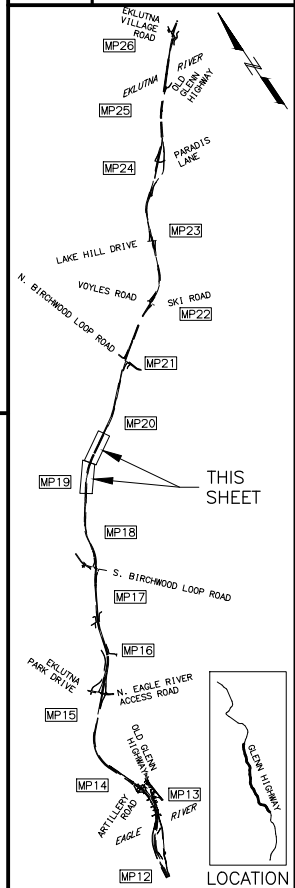 EKLUTNA
VILLAGE
ROAD
MP26
EKLUTNA RIVER
OLD
GLENN
HIGHWAY
MP25
PARADIS
LANE
MP24
MP23
LAKE HILL DRIVE
VOYLES ROAD
SKI ROAD
MP22
N. BIRCHWOOD LOOP ROAD
MP21
MP20
THIS
SHEET
MP19
MP18
S. BIRCHWOOD LOOP ROAD
MP17
MP16
EKLUTNA
PARK DRIVE
N. EAGLE RIVER
ACCESS ROAD
MP15
OLD GLENN
HIGHWAY
MP14
MP13
ARTILLERY
ROAD
EAGLE RIVER
MP12
GLENN HIGHWAY
LOCATION
N